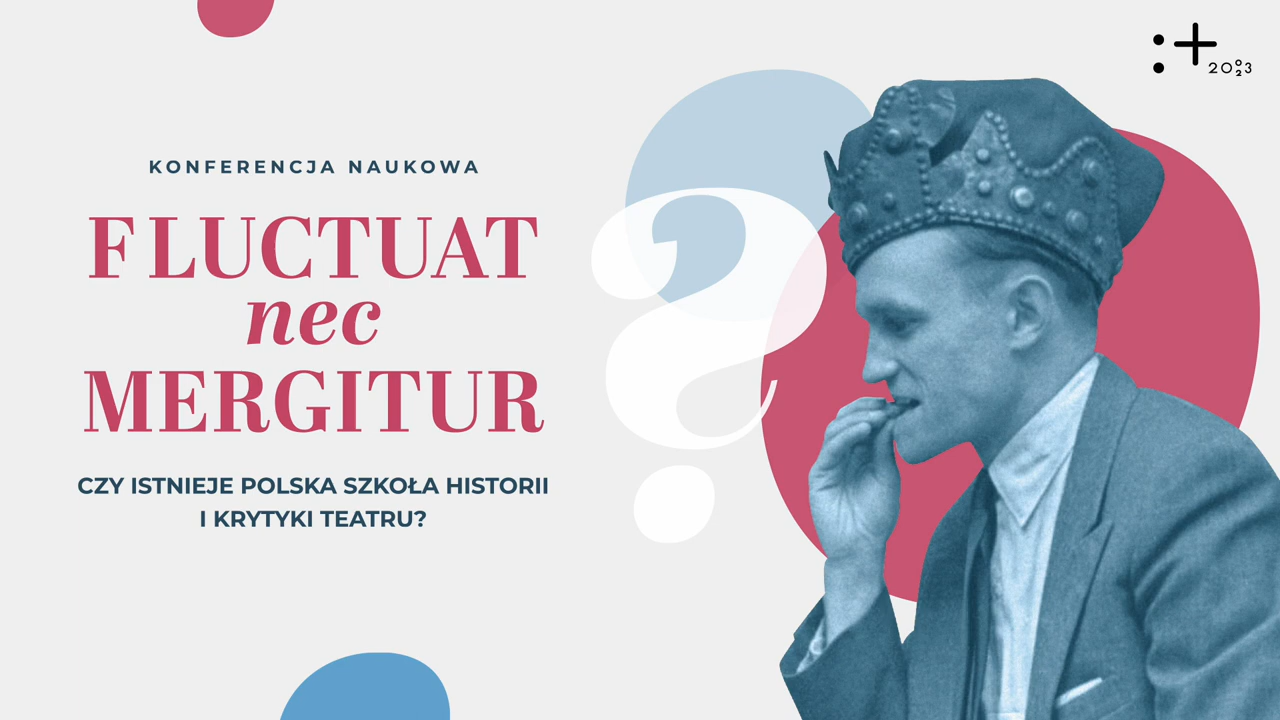 KONFERENCJA NAUKOWA
FLUCTUAT
nec
MERGITUR
CZY ISTNIEJE POLSKA SZKOŁA HISTORII
I KRYTYKI TEATRU?
?
:+ 2023